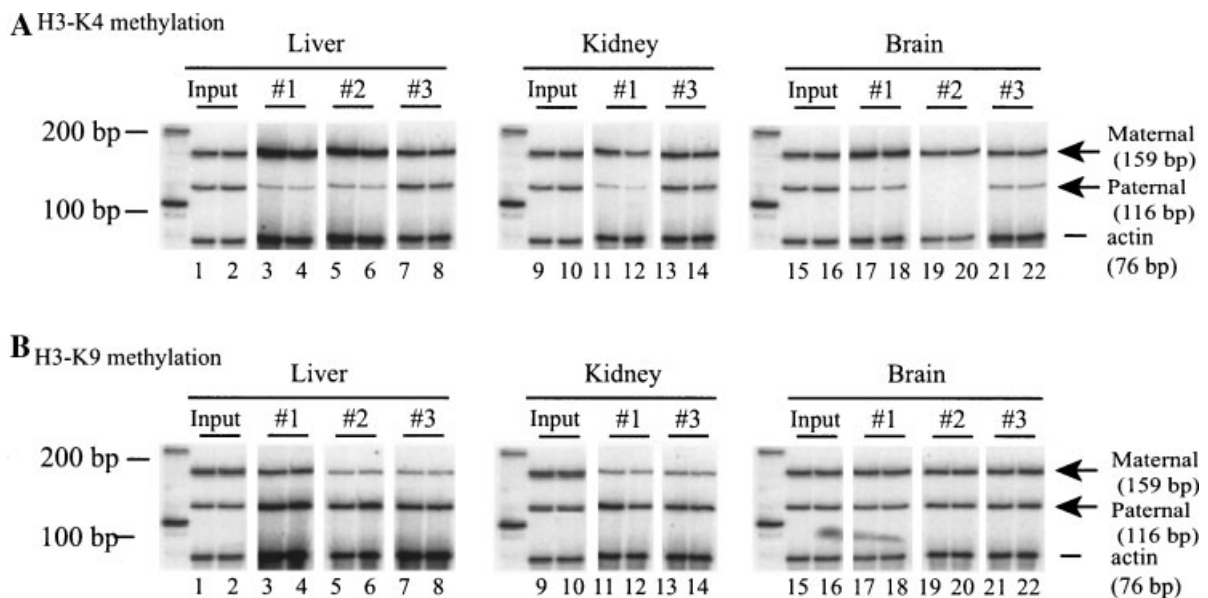 A H3-K4 methylation
Liver Kidney Brain
Input #1 #2 #3 Input #1 #3 Input #1 #2 #3
200 bp
Maternal
(159 bp)
Paternal
100 bp
(116 bp)
actin
1 2 3 4 5 6 7 8 9 10 11 12 13 14 15 16 17 18 19 20 21 22 (76 bp)
B H3-K9 methylation
Liver Kidney Brain
Input #1 #2 #3 Input #1 #3 Input #1 #2 #3
200 bp
Maternal
(159 bp)
Paternal
100 bp
(116 bp)
actin
1 2 3 4 5 6 7 8 9 10 11 12 13 14 15 16 17 18 19 20 21 22 (76 bp)